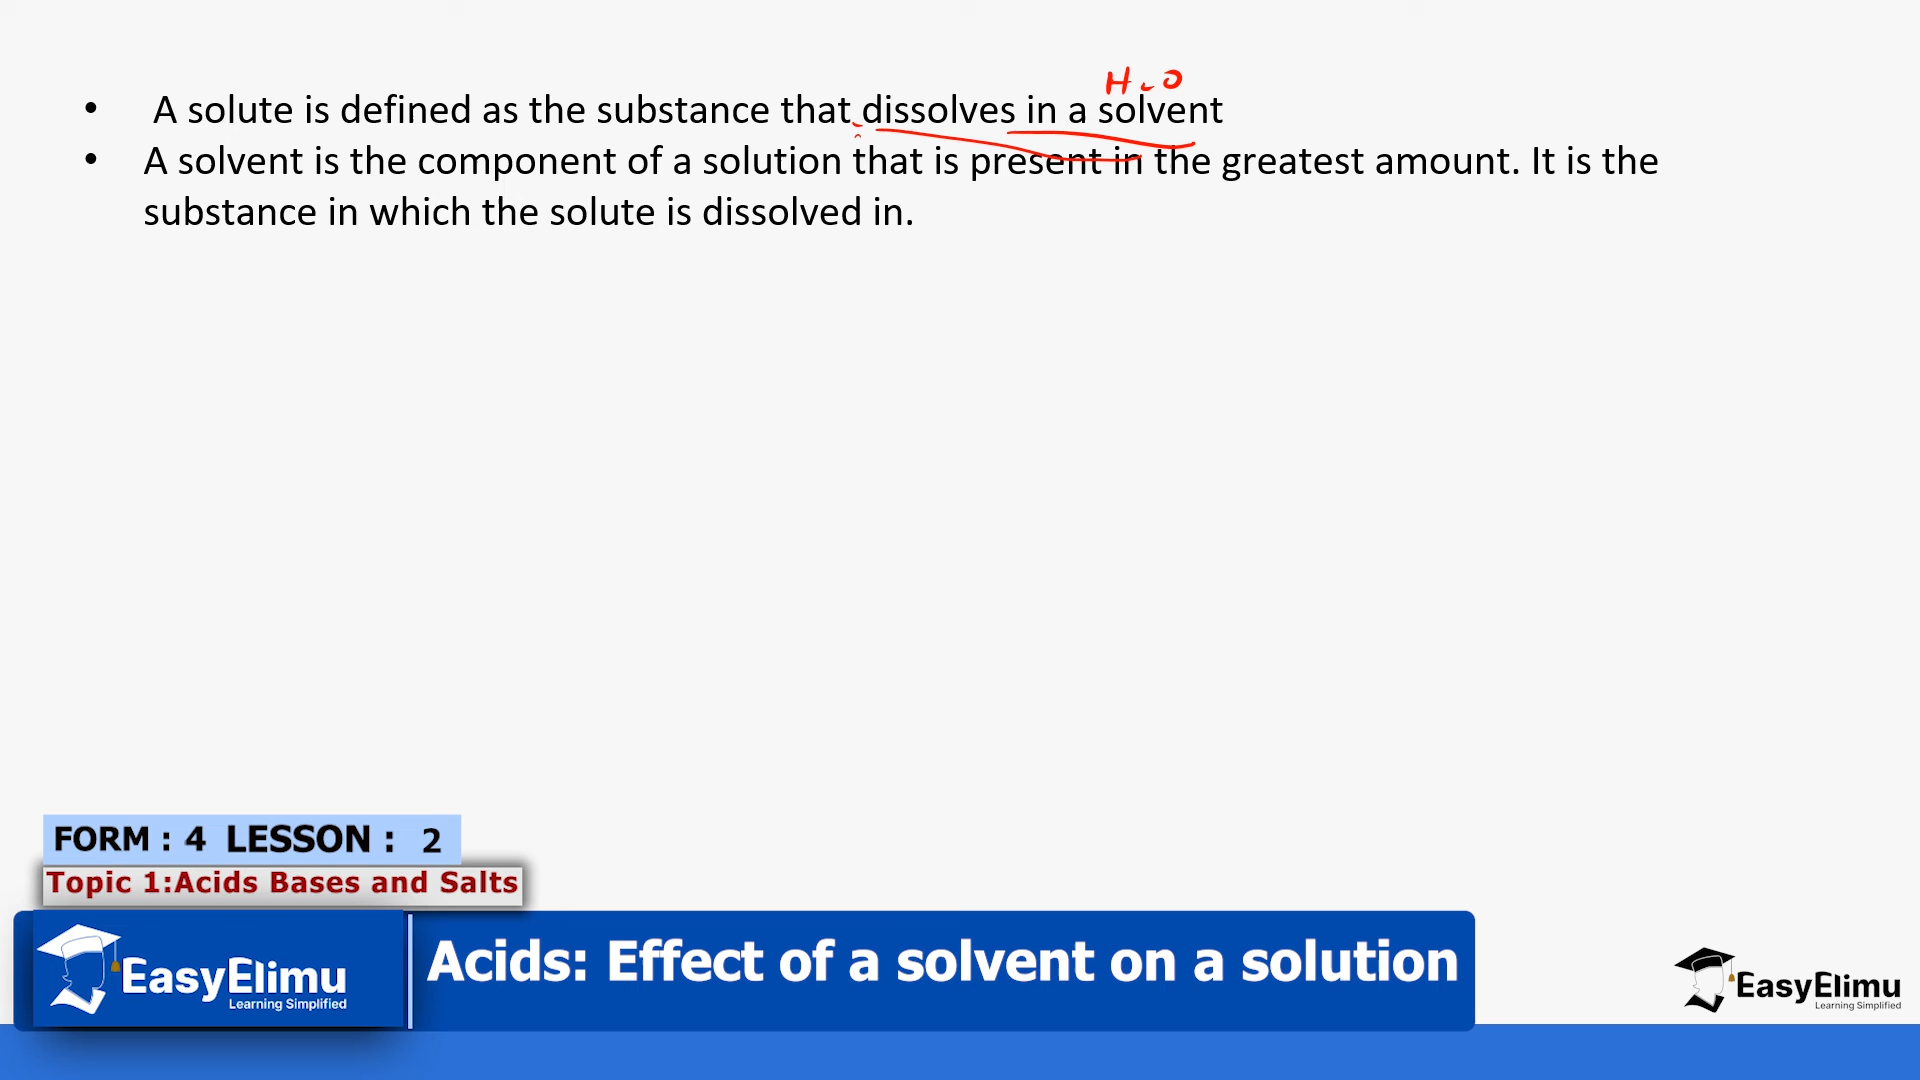 H₂O
• A solute is defined as the substance that dissolves in a solvent
• A solvent is the component of a solution that is present in the greatest amount. It is the
substance in which the solute is dissolved in.
FORM : 4 LESSON : 2
Topic 1:Acids Bases and Salts
EasyElimu
Learning Simplified
Acids: Effect of a solvent on a solution
EasyElimu
Learning Simplified